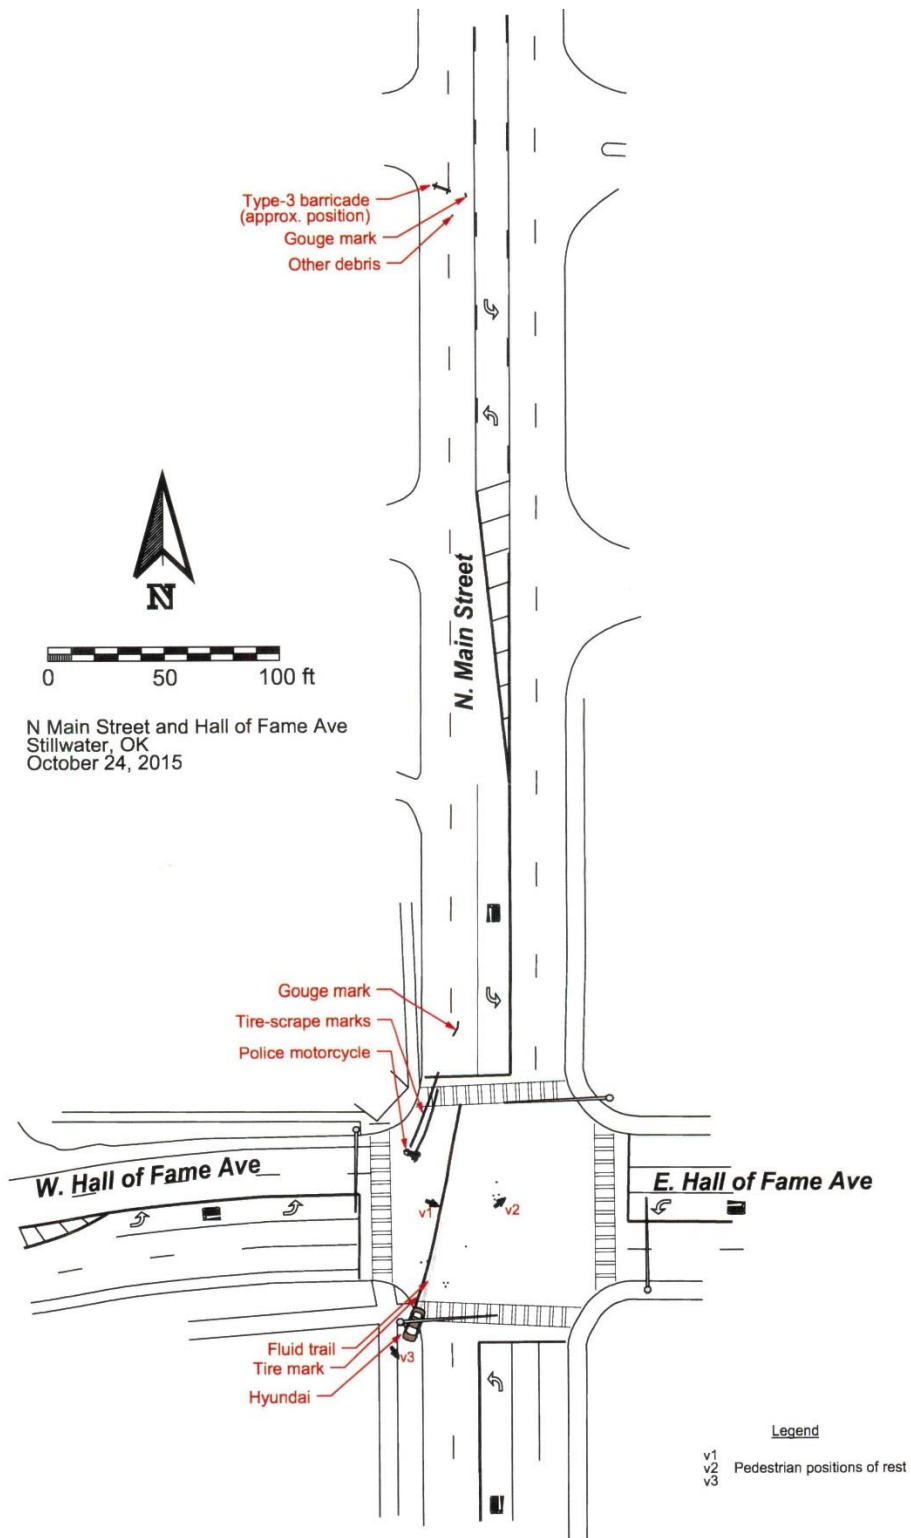 Type-3 barricade
(approx. position)
Gouge mark
Other debris
N. Main Street
N
0 50 100 ft
N Main Street and Hall of Fame Ave
Stillwater, OK
October 24, 2015
Gouge mark
Tire-scrape marks
Police motorcycle
W. Hall of Fame Ave
E. Hall of Fame Ave
v1
v2
Fluid trail
Tire mark
v3
Hyundai
Legend
v1
v2 Pedestrian positions of rest
v3